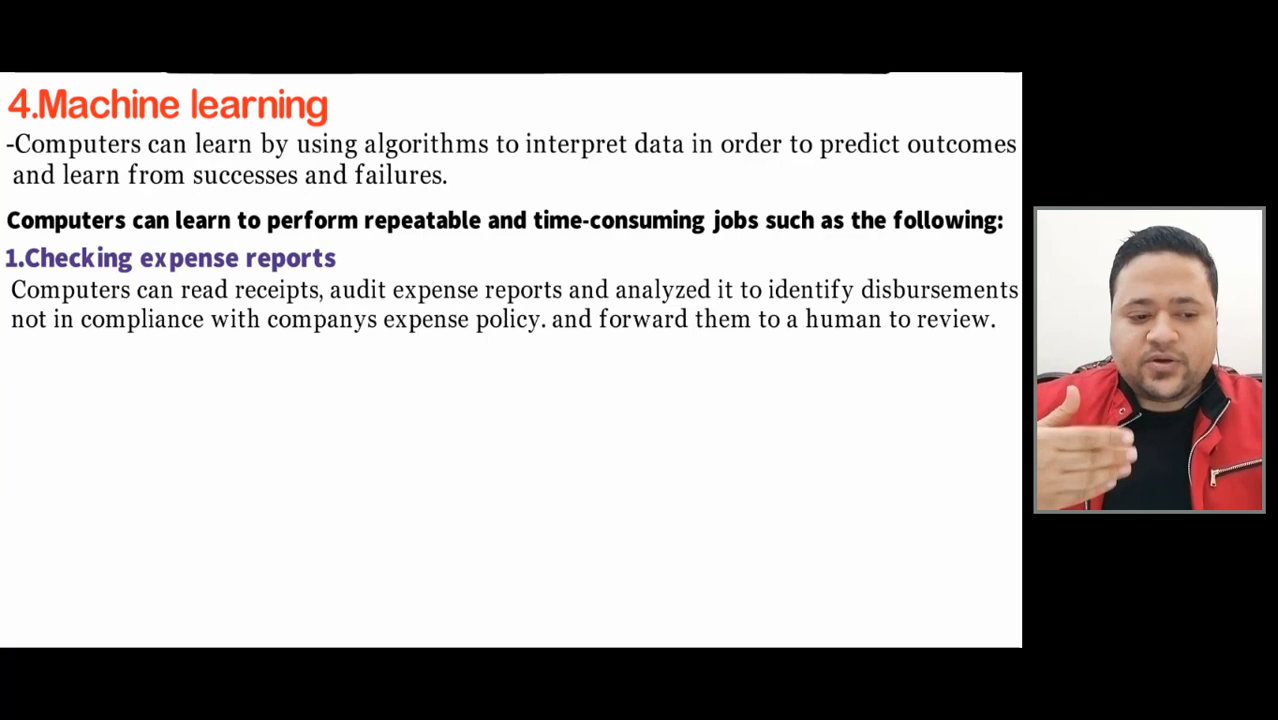 4.Machine learning
-Computers can learn by using algorithms to interpret data in order to predict outcomes
and learn from successes and failures.
Computers can learn to perform repeatable and time-consuming jobs such as the following:
1.Checking expense reports
Computers can read receipts, audit expense reports and analyzed it to identify disbursements
not in compliance with companys expense policy. and forward them to a human to review.